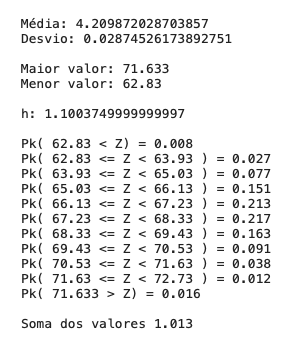 Média: 4.209872028703857
Desvio: 0.02874526173892751
Maior valor: 71.633
Menor valor: 62.83
h: 1.1003749999999997
Pk( 62.83 < Z) = 0.008
Pk( 62.83 <= Z < 63.93 ) = 0.027
Pk( 63.93 <= Z < 65.03 ) = 0.077
Pk( 65.03 <= Z < 66.13 ) = 0.151
Pk( 66.13 <= Z < 67.23 ) = 0.213
Pk( 67.23 <= Z < 68.33 ) = 0.217
Pk( 68.33 <= Z < 69.43 ) = 0.163
Pk( 69.43 <= Z < 70.53 ) = 0.091
Pk( 70.53 <= Z < 71.63 ) = 0.038
Pk( 71.63 <= Z < 72.73 ) = 0.012
Pk( 71.633 > Z) = 0.016
Soma dos valores 1.013